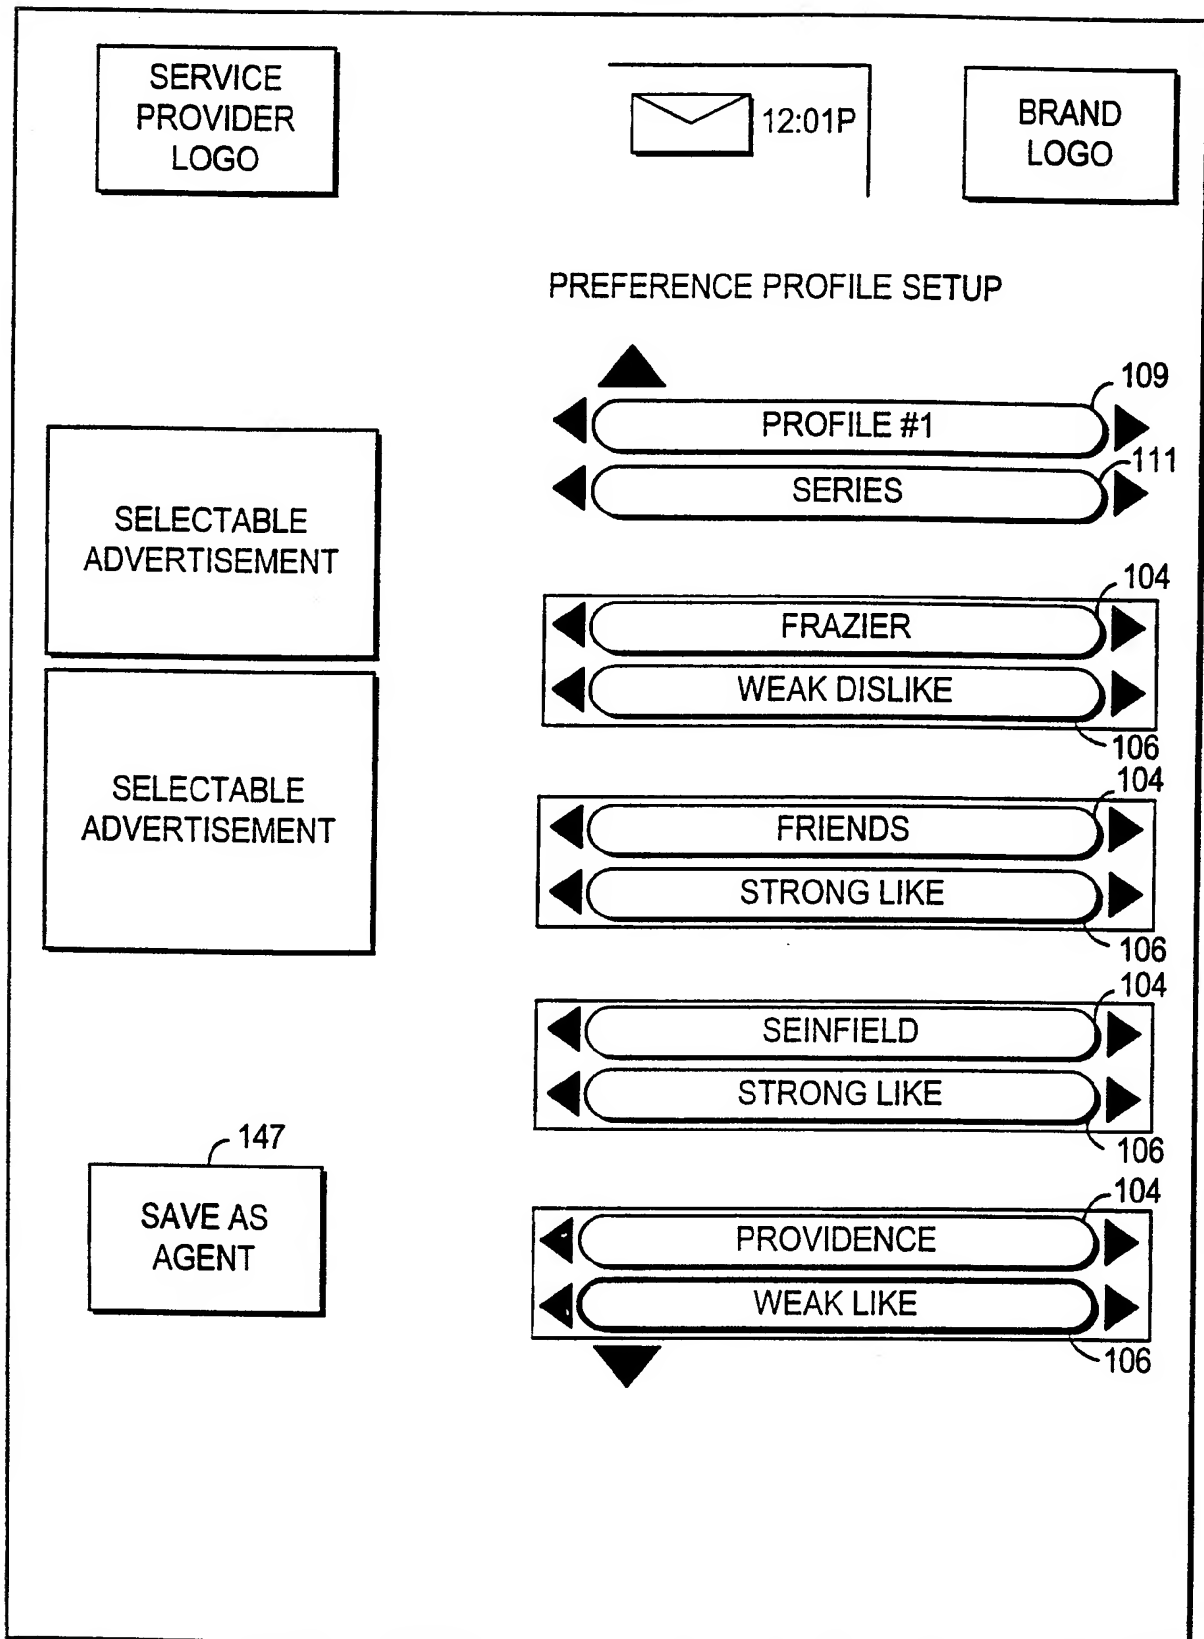 SERVICE
PROVIDER
LOGO
12:01P
BRAND
LOGO
PREFERENCE PROFILE SETUP
109
PROFILE #1
111
SERIES
SELECTABLE
ADVERTISEMENT
104
FRAZIER
WEAK DISLIKE
106
SELECTABLE
ADVERTISEMENT
104
FRIENDS
STRONG LIKE
106
104
SEINFIELD
STRONG LIKE
106
147
SAVE AS
AGENT
104
PROVIDENCE
WEAK LIKE
106